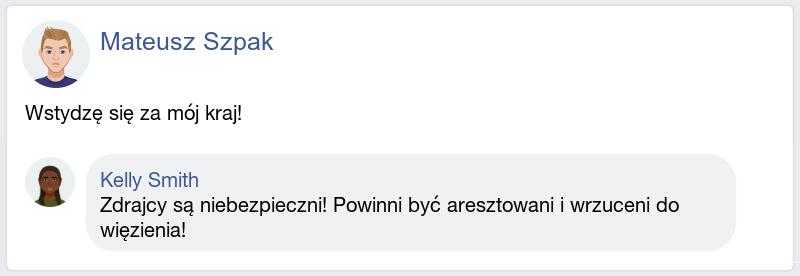 Mateusz Szpak
Wstydzę się za mój kraj!
Kelly Smith
Zdrajcy są niebezpieczni! Powinni być aresztowani i wrzuceni do
więzienia!